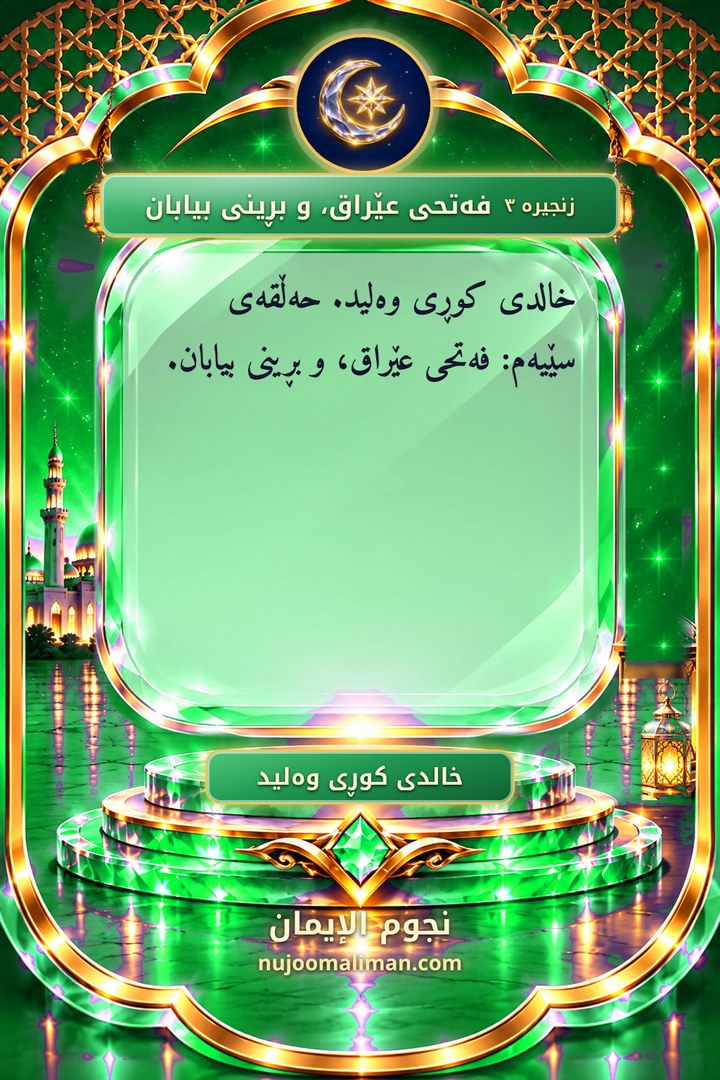 زنجیره ٣ فەتحی عێراق، و بڕینی بیابان
خالدی کوڕی وەلید. حەڵقەی
سێیەم: فەتحی عێراق، و بڕینی بیابان.
خالدی کوڕی وەلید
نجوم الإيمان
nujoomaliman.com